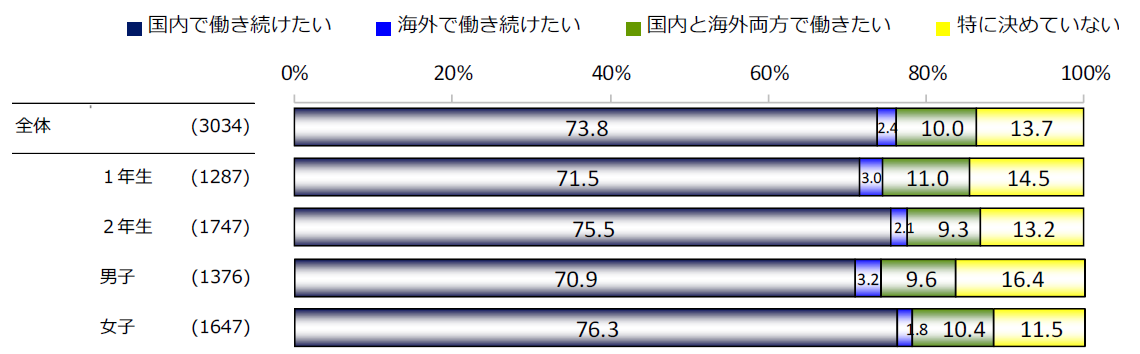 国内で働き続けたい 海外で働き続けたい 国内と海外両方で働きたい 特に決めていない
0% 20% 40% 60% 80% 100%
全体 (3034) 73.8 2.4 10.0 13.7
１年生 (1287) 71.5 3.0 11.0 14.5
２年生 (1747) 75.5 2.1 9.3 13.2
男子 (1376) 70.9 3.2 9.6 16.4
女子 (1647) 76.3 1.8 10.4 11.5